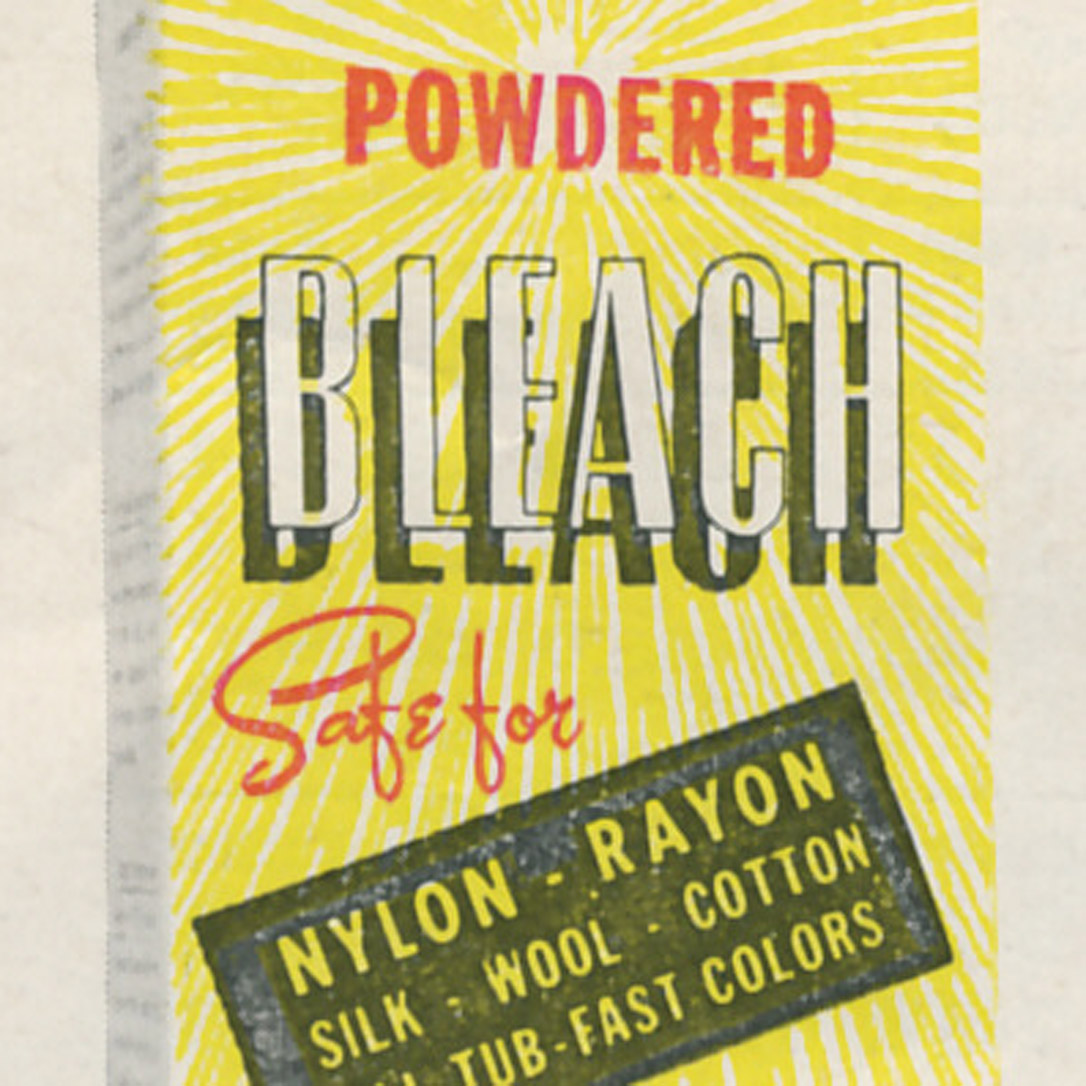 POWDERED
BLEACH
Safe for
NYLON - RAYON
SILK - WOOL - COTTON
TUB-FAST COLORS